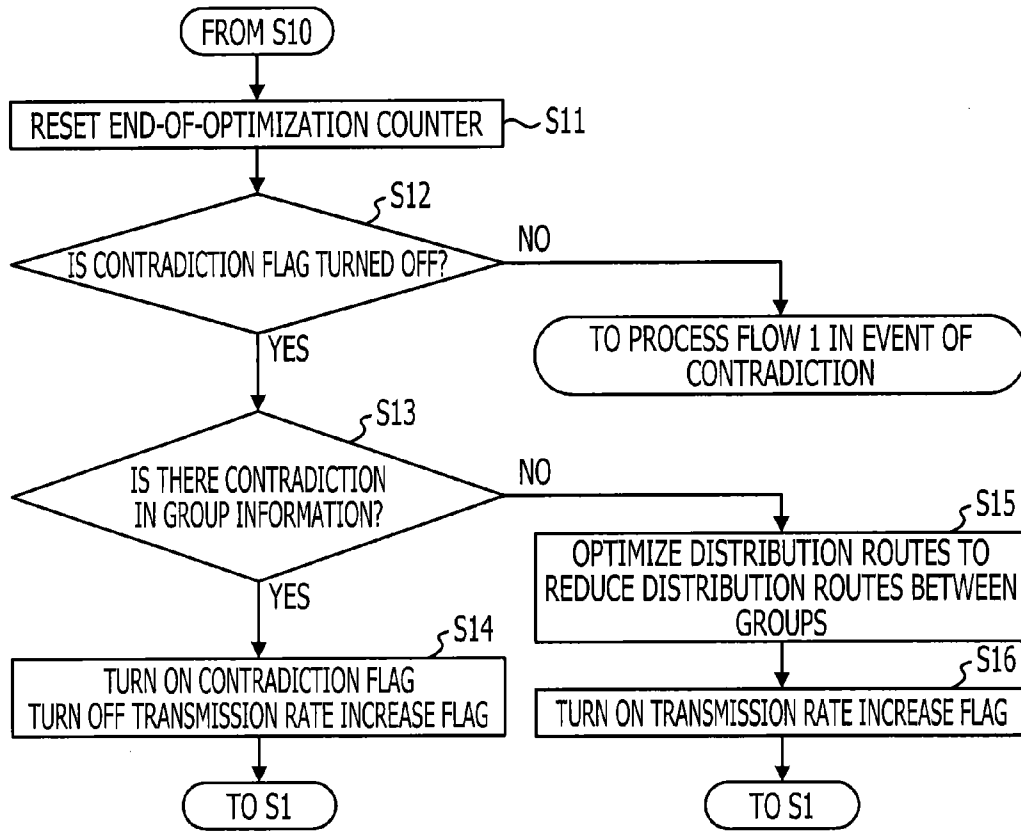 FROM S10
RESET END-OF-OPTIMIZATION COUNTER
S11
S12
IS CONTRADICTION FLAG TURNED OFF?
NO
YES
TO PROCESS FLOW 1 IN EVENT OF
CONTRADICTION
S13
IS THERE CONTRADICTION
IN GROUP INFORMATION?
NO
YES
S15
OPTIMIZE DISTRIBUTION ROUTES TO
REDUCE DISTRIBUTION ROUTES BETWEEN
GROUPS
S14
TURN ON CONTRADICTION FLAG
TURN OFF TRANSMISSION RATE INCREASE FLAG
S16
TURN ON TRANSMISSION RATE INCREASE FLAG
TO S1
TO S1